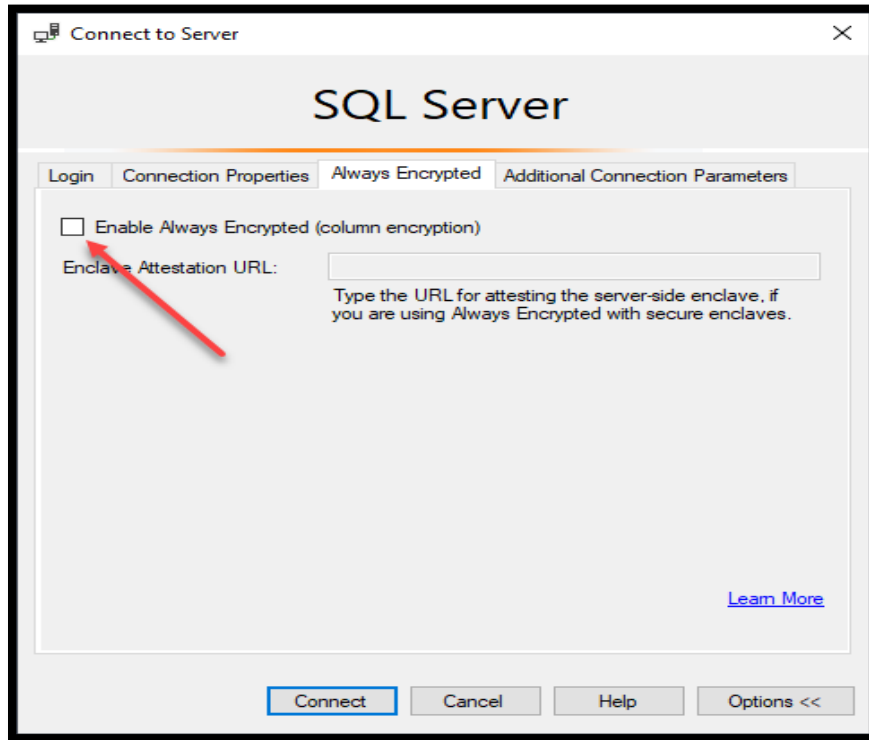 Connect to Server
SQL Server
Login Connection Properties Always Encrypted Additional Connection Parameters
Enable Always Encrypted (column encryption)
Enclave Attestation URL:
Type the URL for attesting the server-side enclave, if
you are using Always Encrypted with secure enclaves.
Learn More
Connect Cancel Help Options <<